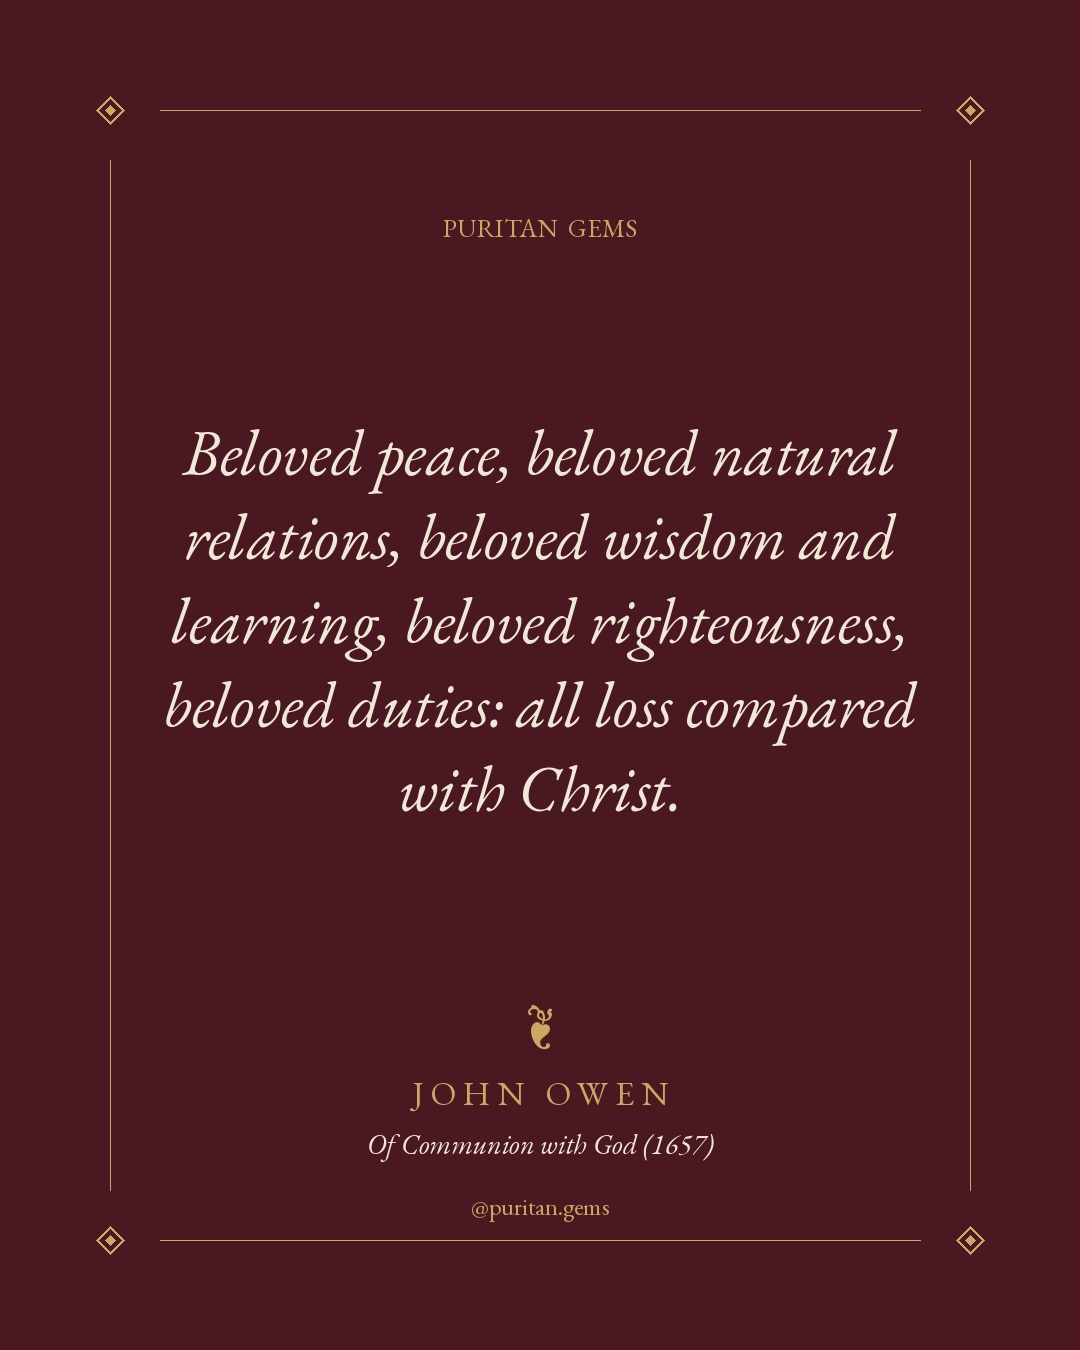 PURITAN GEMS
Beloved peace, beloved natural
relations, beloved wisdom and
learning, beloved righteousness,
beloved duties: all loss compared
with Christ.
JOHN OWEN
Of Communion with God (1657)
@puritan.gems